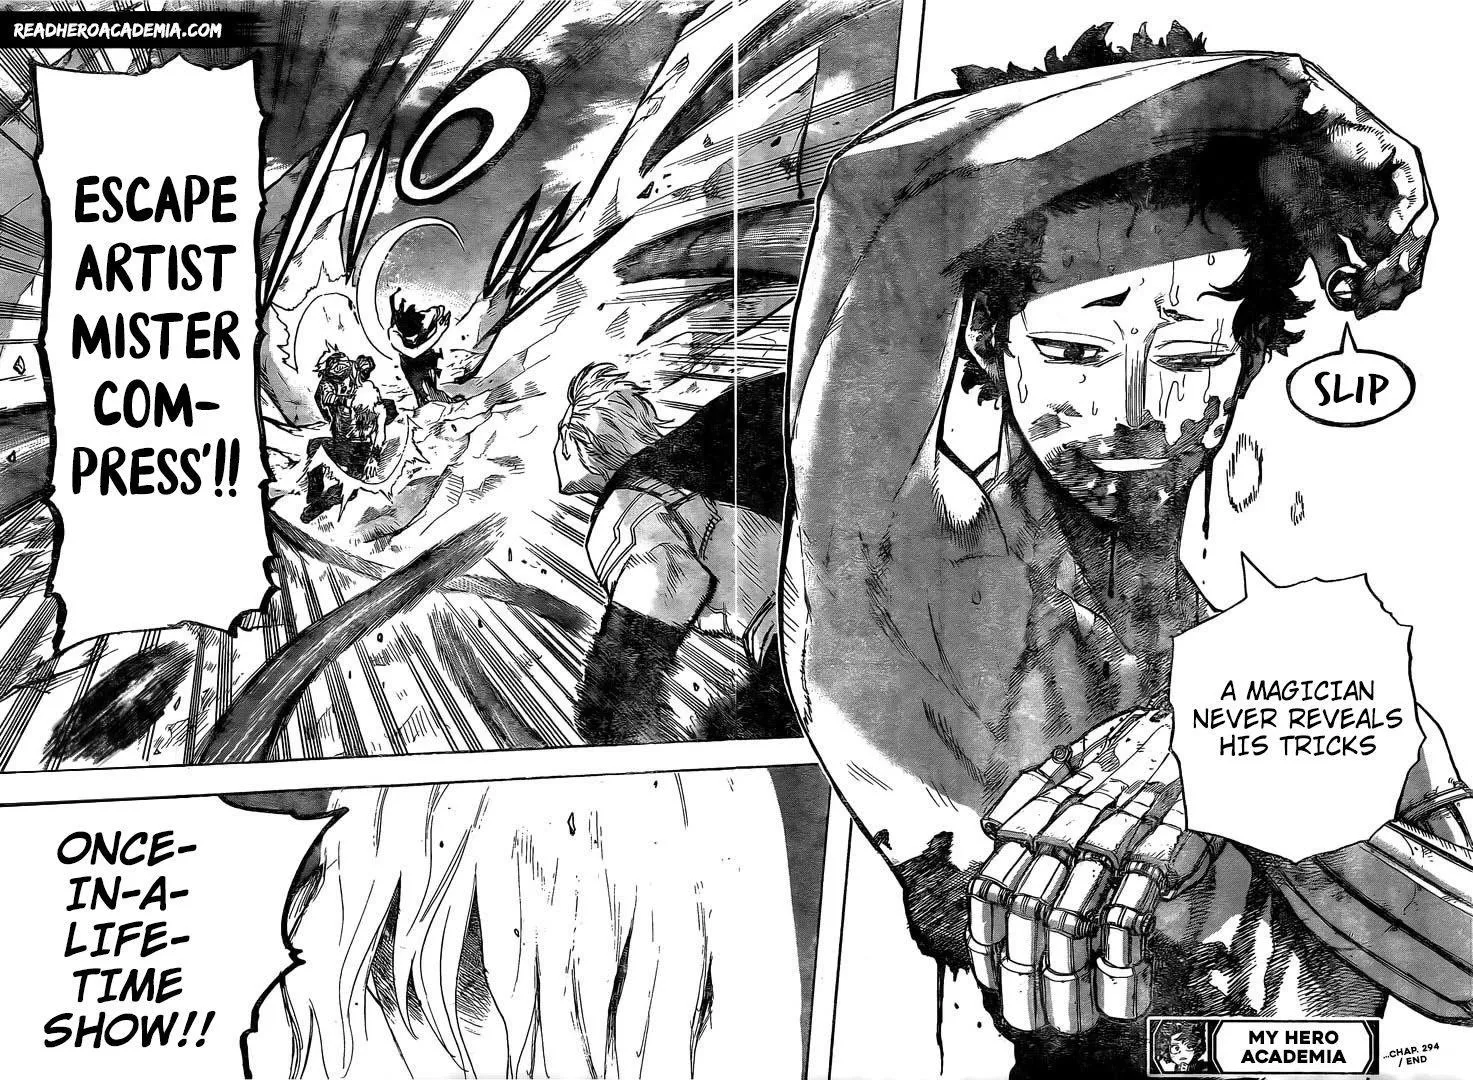 READHEROACADEMIA.COM
SLIP
A MAGICIAN
NEVER REVEALS
HIS TRICKS
ESCAPE
ARTIST
MISTER
COM-
PRESS'!!
ONCE-
IN-A-
LIFE-
TIME
SHOW!!
MY HERO
ACADEMIA
...CHAP. 294
/ END